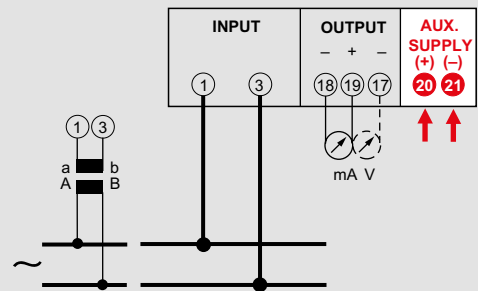 INPUT
OUTPUT
AUX.
SUPPLY
– + –
(+) (–)
1 3
18 19 17
20 21
1 3
a b
A B
mA V
~